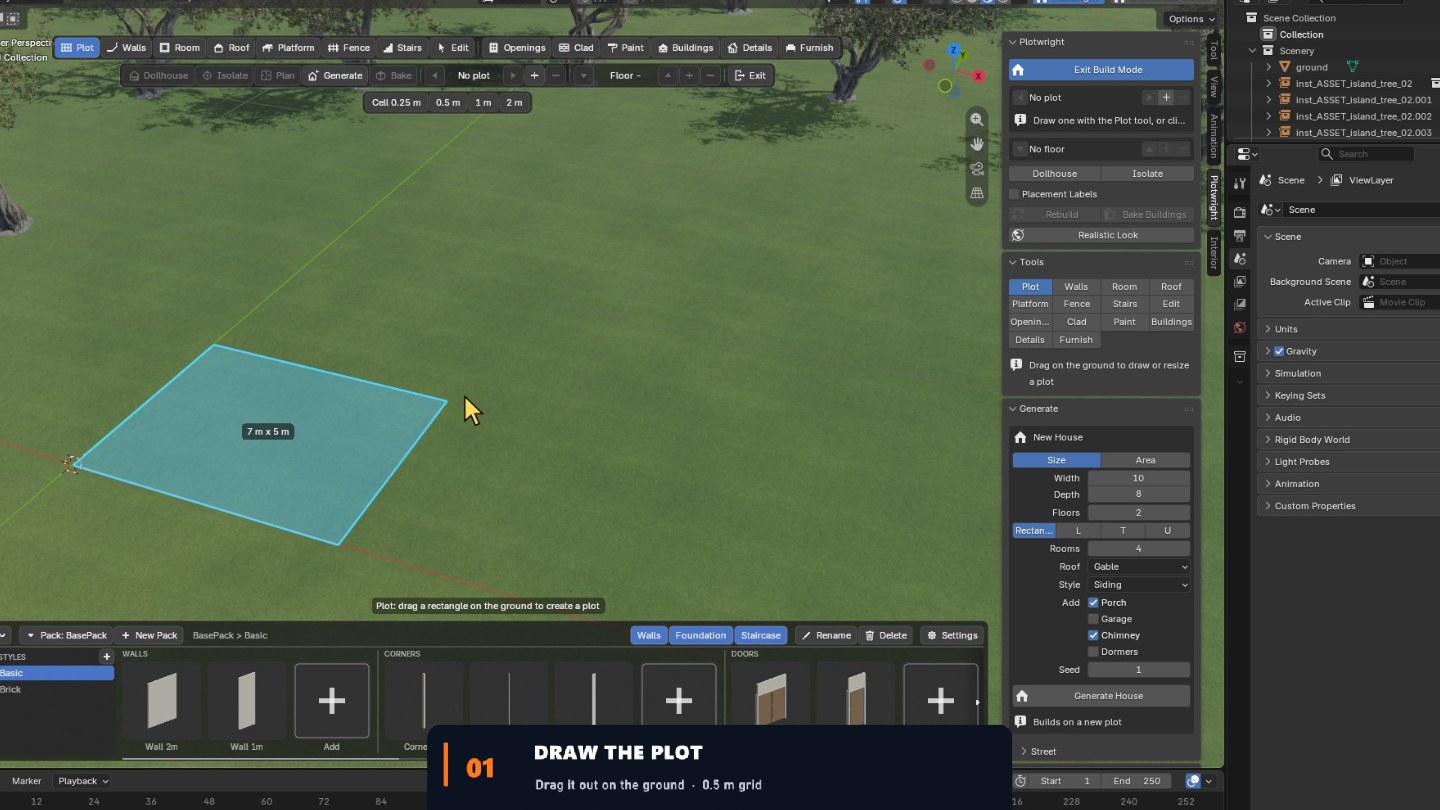 Options
er Perspecti
Collection
Plot Walls Room Roof Platform Fence Stairs Edit Openings Clad Paint Buildings Details Furnish
Dollhouse Isolate Plan Generate Bake No plot Floor - Exit
Cell 0.25 m 0.5 m 1 m 2 m
Z
Y
X
7 m x 5 m
Plot: drag a rectangle on the ground to create a plot
Plotwright
Exit Build Mode
No plot
Draw one with the Plot tool, or cli...
No floor
Dollhouse Isolate
Placement Labels
Rebuild Bake Buildings
Realistic Look
Tools
Plot Walls Room Roof
Platform Fence Stairs Edit
Openin... Clad Paint Buildings
Details Furnish
Drag on the ground to draw or resize
a plot
Generate
New House
Size Area
Width 10
Depth 8
Floors 2
Rectan... L T U
Rooms 4
Roof Gable
Style Siding
Add Porch
Garage
Chimney
Dormers
Seed 1
Generate House
Builds on a new plot
Street
Tool
View
Animation
Plotwright
Interior
Scene Collection
Collection
Scenery
ground
inst_ASSET_island_tree_02
inst_ASSET_island_tree_02.001
inst_ASSET_island_tree_02.002
inst_ASSET_island_tree_02.003
Search
Scene ViewLayer
Scene
Scene
Camera Object
Background Scene Scene
Active Clip Movie Clip
Units
Gravity
Simulation
Keying Sets
Audio
Rigid Body World
Light Probes
Animation
Custom Properties
Pack: BasePack New Pack BasePack > Basic Walls Foundation Staircase Rename Delete Settings
STYLES
Basic
Brick
WALLS
Wall 2m Wall 1m Add
CORNERS
Corne
DOORS
01
DRAW THE PLOT
Drag it out on the ground · 0.5 m grid
Marker Playback Start 1 End 250
12 24 36 48 60 72 84 16 228 240 252